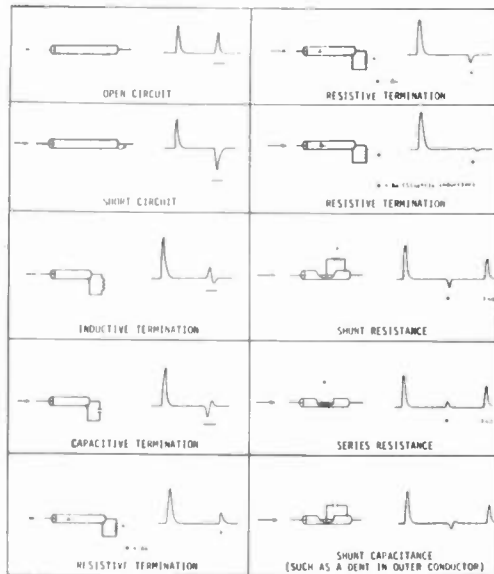 OPEN CIRCUIT
SHORT CIRCUIT
INDUCTIVE TERMINATION
CAPACITIVE TERMINATION
RESISTIVE TERMINATION
RESISTIVE TERMINATION
RESISTIVE TERMINATION
SHUNT RESISTANCE
SERIES RESISTANCE
SHUNT CAPACITANCE
(SUCH AS A DENT IN OUTER CONDUCTOR)